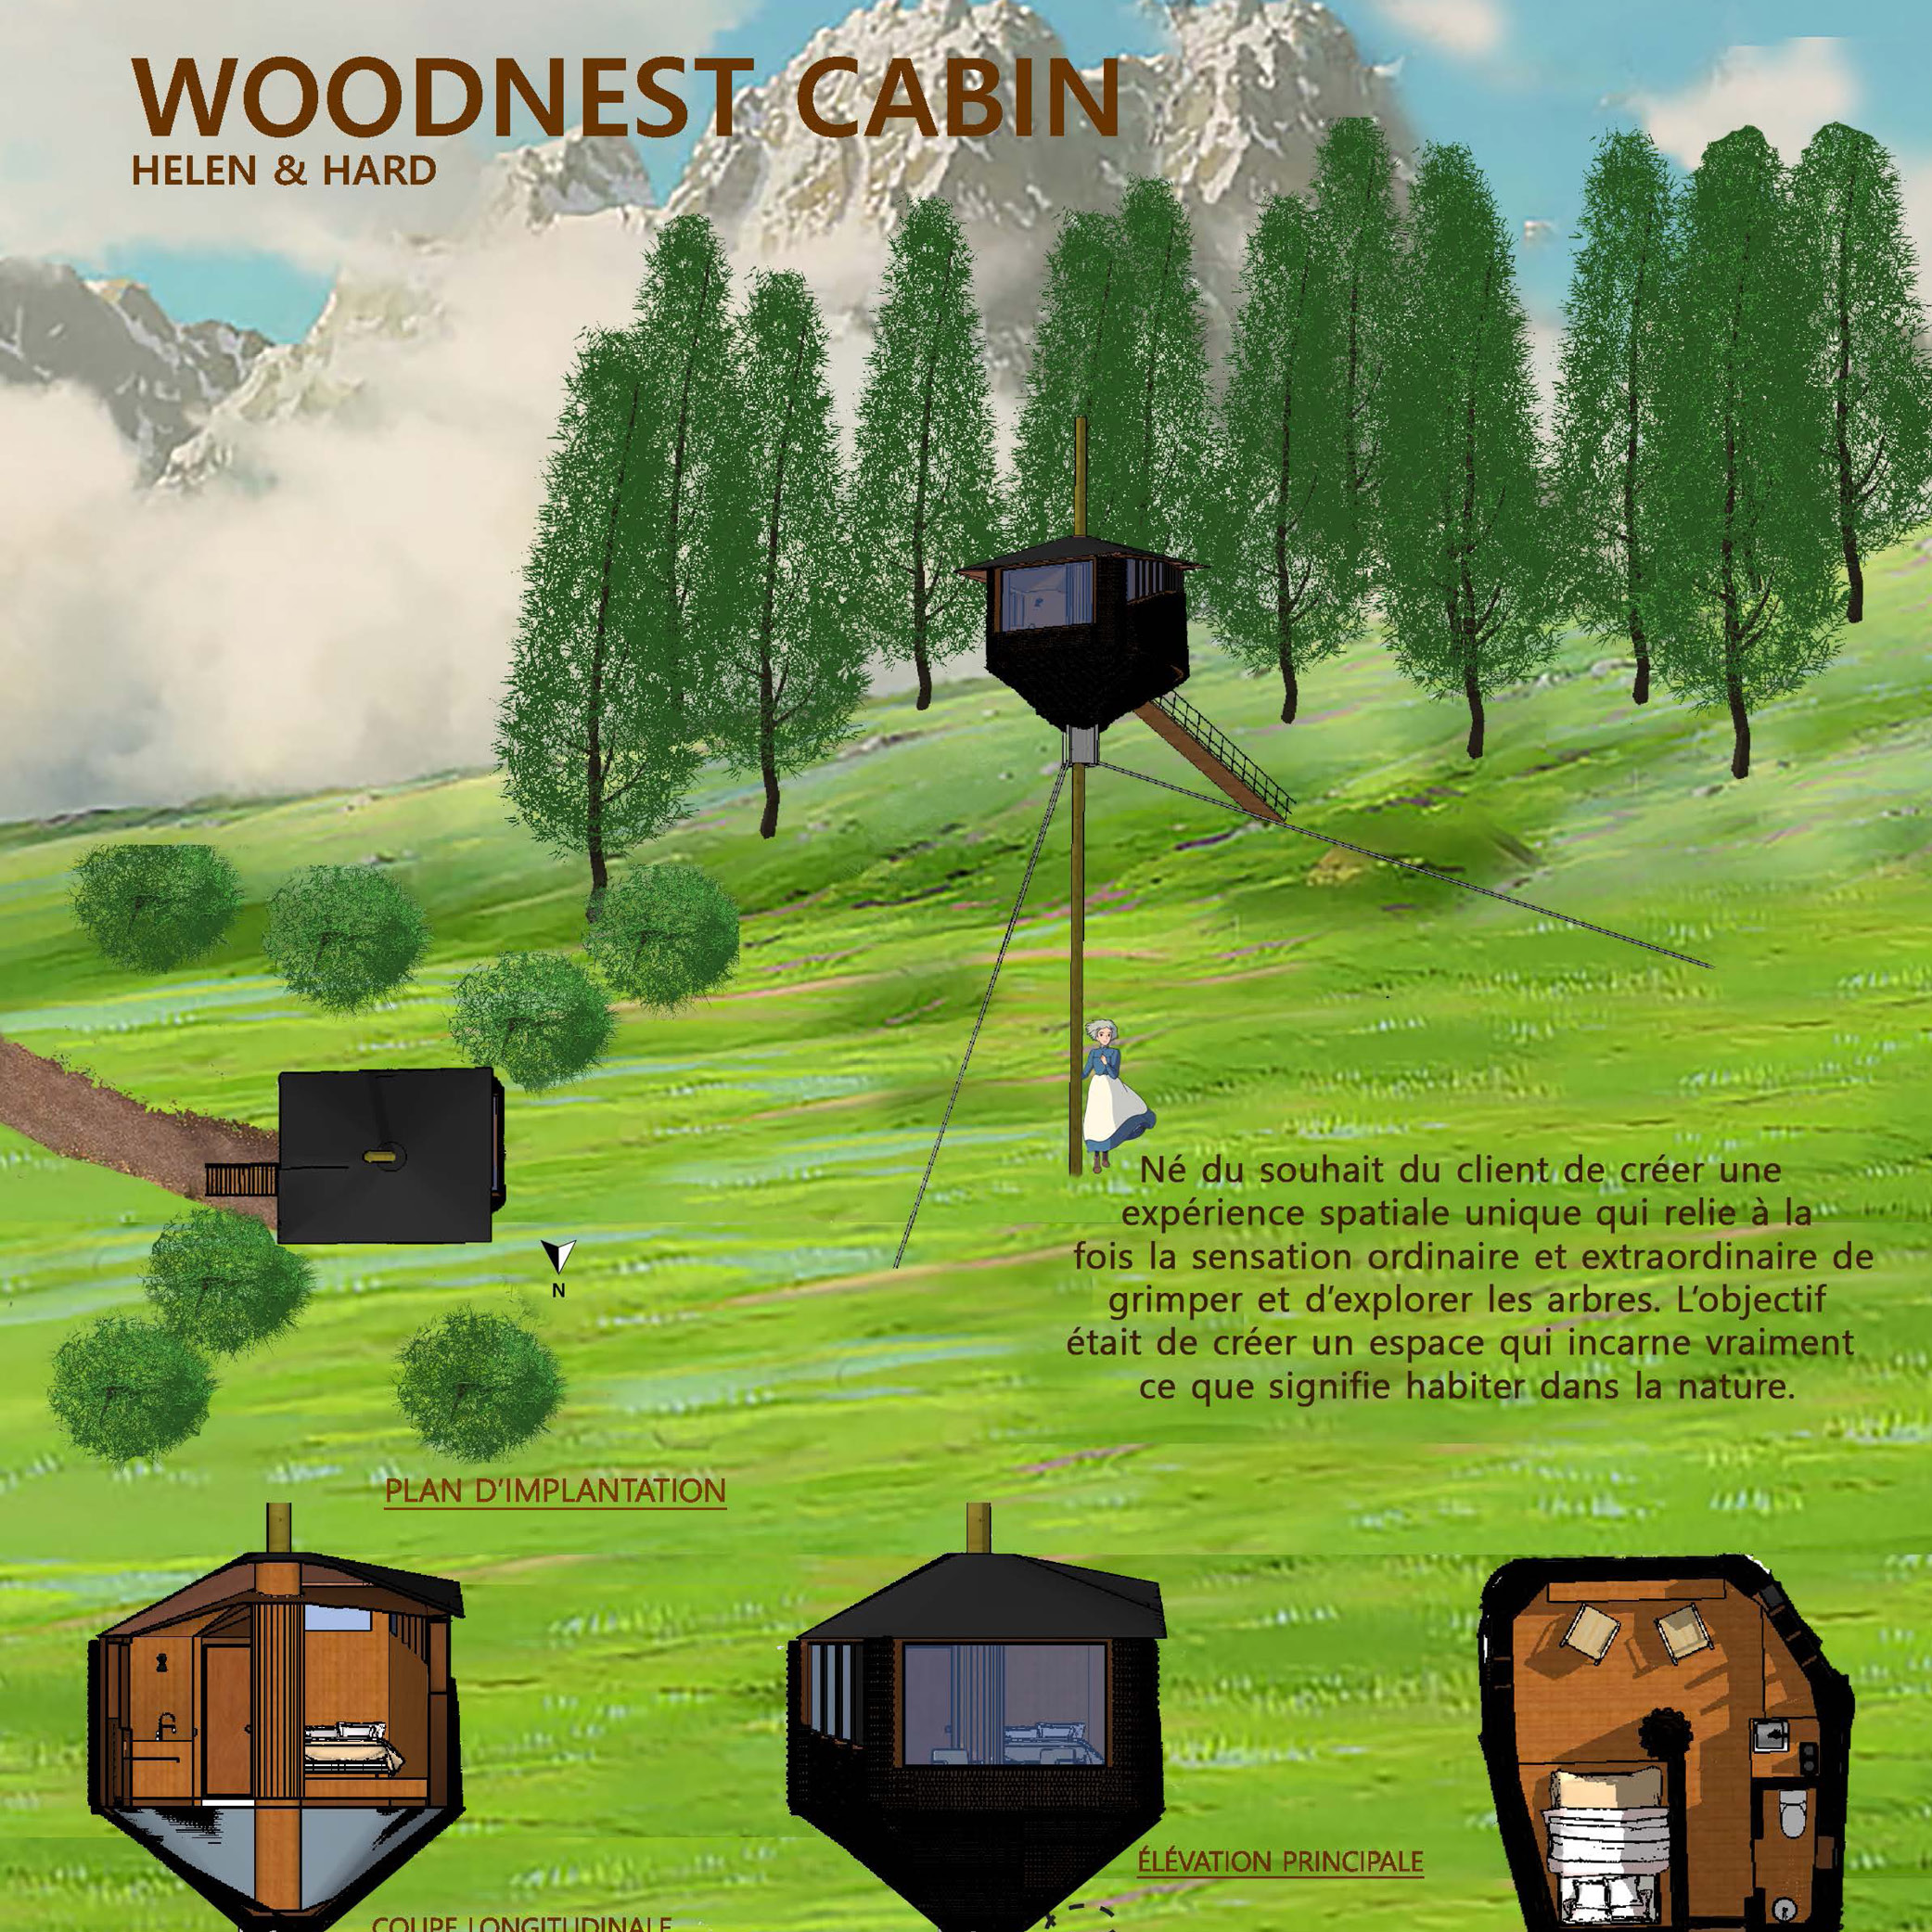 WOODNEST CABIN
HELEN & HARD
Né du souhait du client de créer une
expérience spatiale unique qui relie à la
fois la sensation ordinaire et extraordinaire de
grimper et d'explorer les arbres. L'objectif
était de créer un espace qui incarne vraiment
ce que signifie habiter dans la nature.
N
PLAN D'IMPLANTATION
ÉLÉVATION PRINCIPALE
COUPE LONGITUDINALE